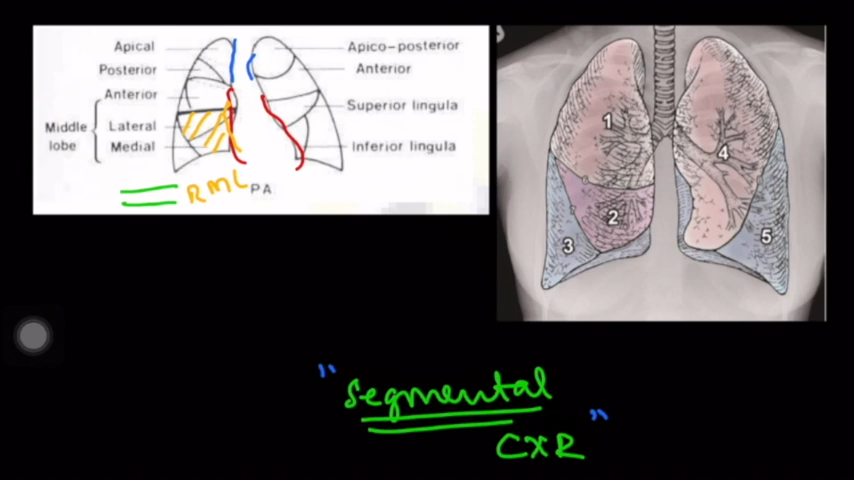 Apical
Posterior
Anterior
Middle lobe
Lateral
Medial
RML
PA
Apico-posterior
Anterior
Superior lingula
Inferior lingula
1
2
3
4
5
"Segmental
CXR"